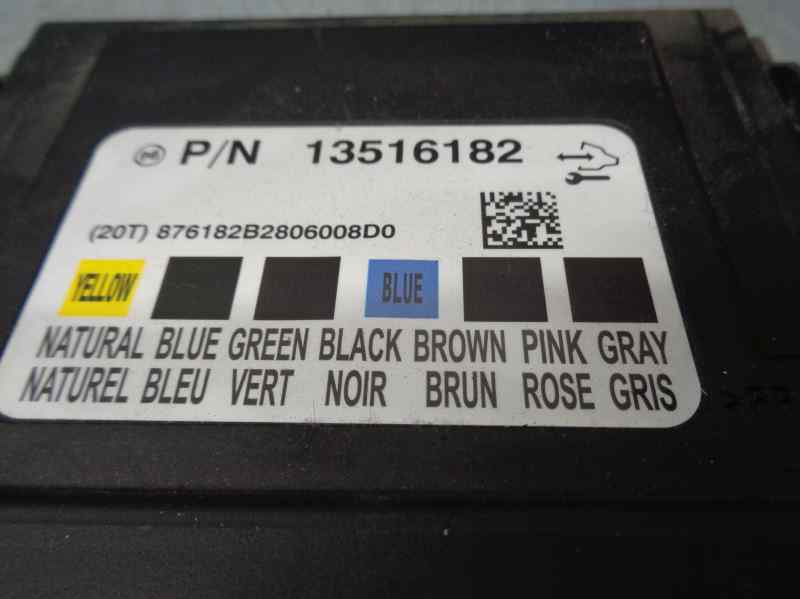 P/N 13516182
(20T) 876182B2806008D0
YELLOW BLUE
NATURAL BLUE GREEN BLACK BROWN PINK GRAY
NATUREL BLEU VERT NOIR BRUN ROSE GRIS